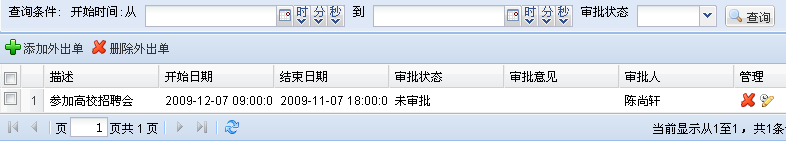 查询条件: 开始时间:从 时 分 秒 到 时 分 秒 审批状态 查询
添加外出单 删除外出单
描述 开始日期 结束日期 审批状态 审批意见 审批人 管理
1 参加高校招聘会 2009-12-07 09:00:0 2009-11-07 18:00:0 未审批 陈尚轩
页 1 页共 1 页 当前显示从1至1，共1条